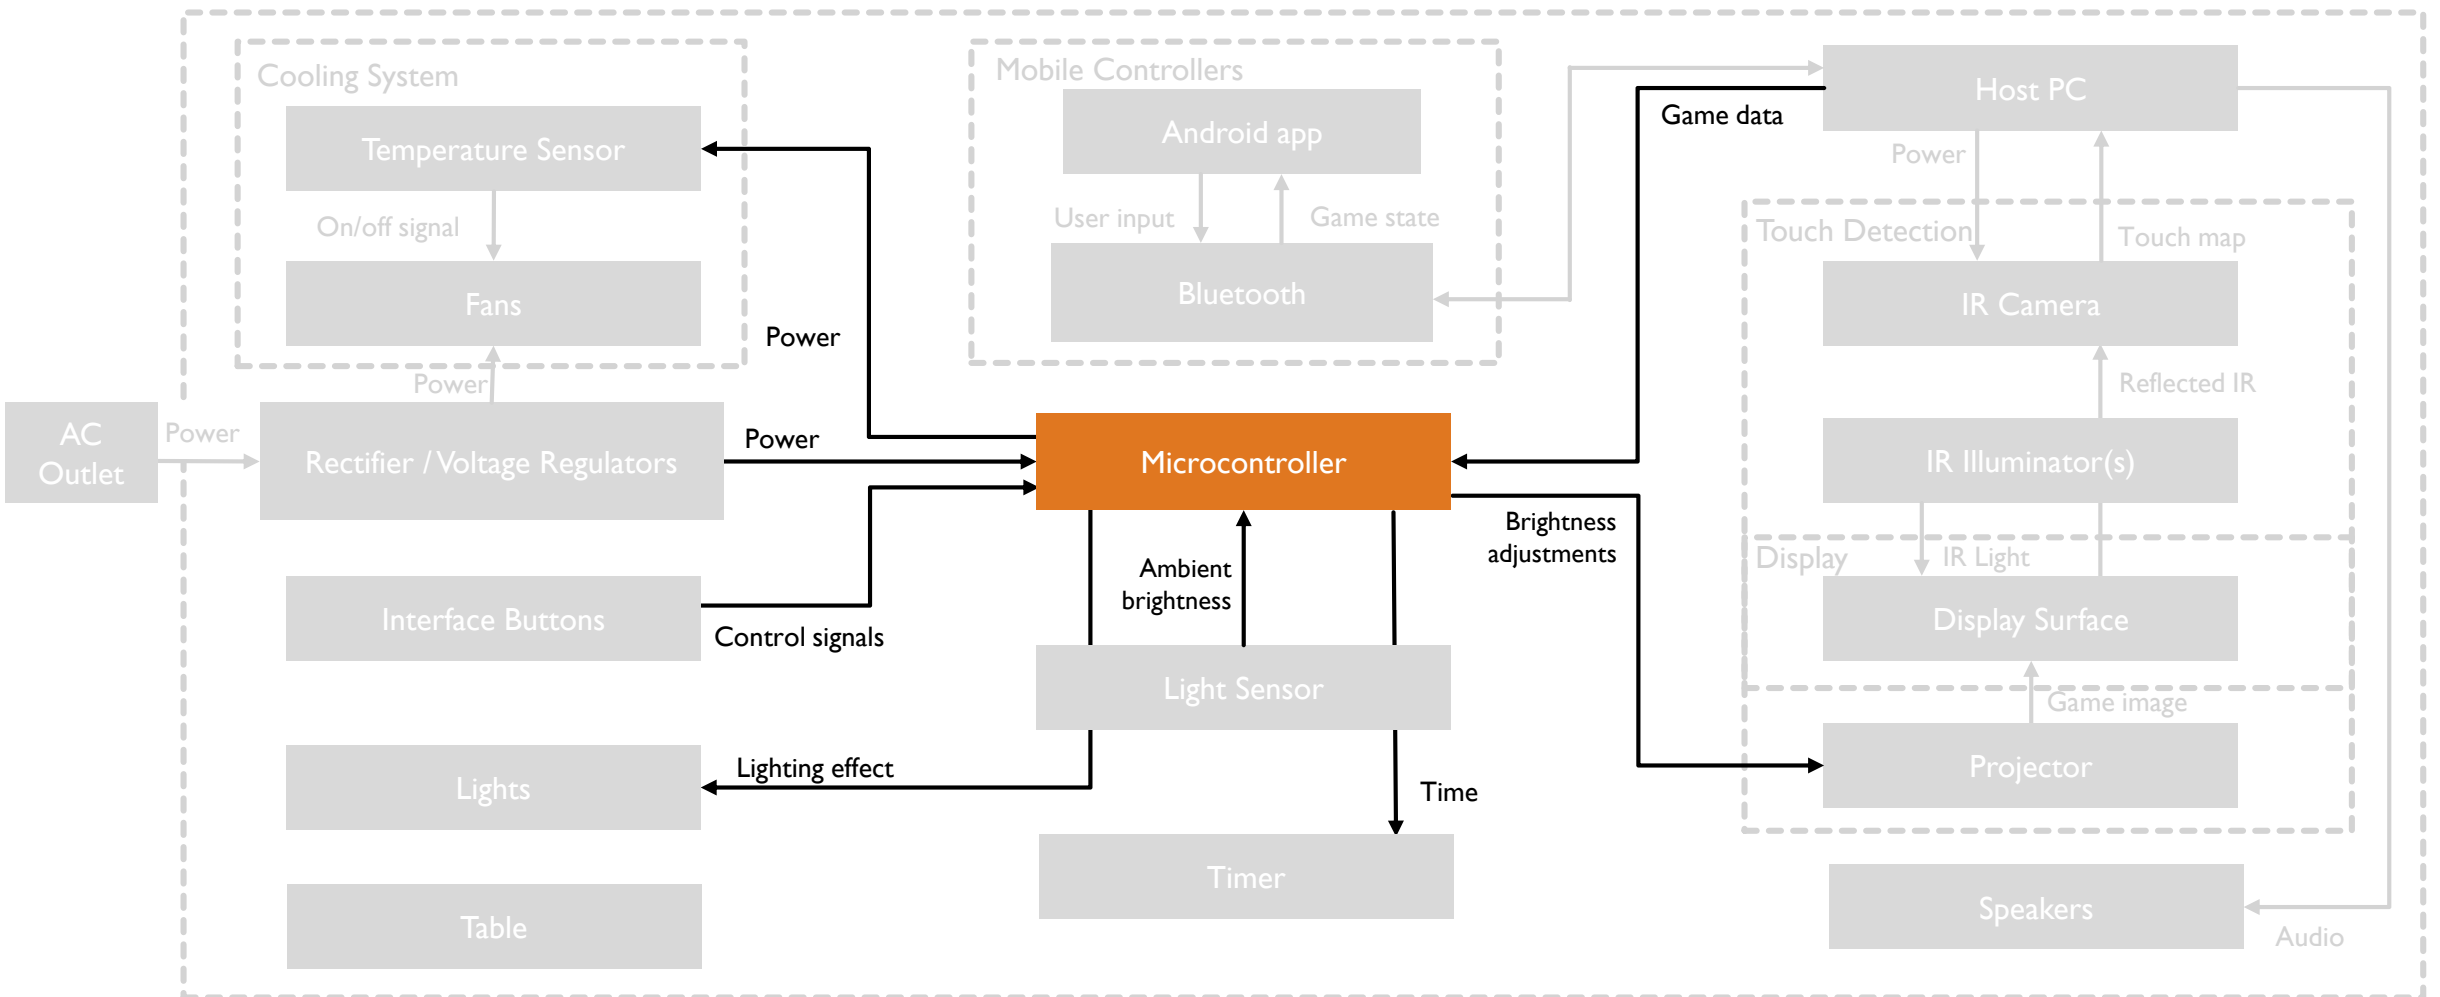 Cooling System
Temperature Sensor
On/off signal
Fans
Power
Mobile Controllers
Android app
User input
Game state
Bluetooth
Host PC
Game data
Power
Touch Detection
Touch map
IR Camera
Reflected IR
IR Illuminator(s)
Display
IR Light
Display Surface
Game image
Projector
Speakers
Audio
AC
Outlet
Power
Rectifier / Voltage Regulators
Power
Power
Microcontroller
Interface Buttons
Control signals
Ambient
brightness
Brightness
adjustments
Light Sensor
Lights
Lighting effect
Time
Timer
Table